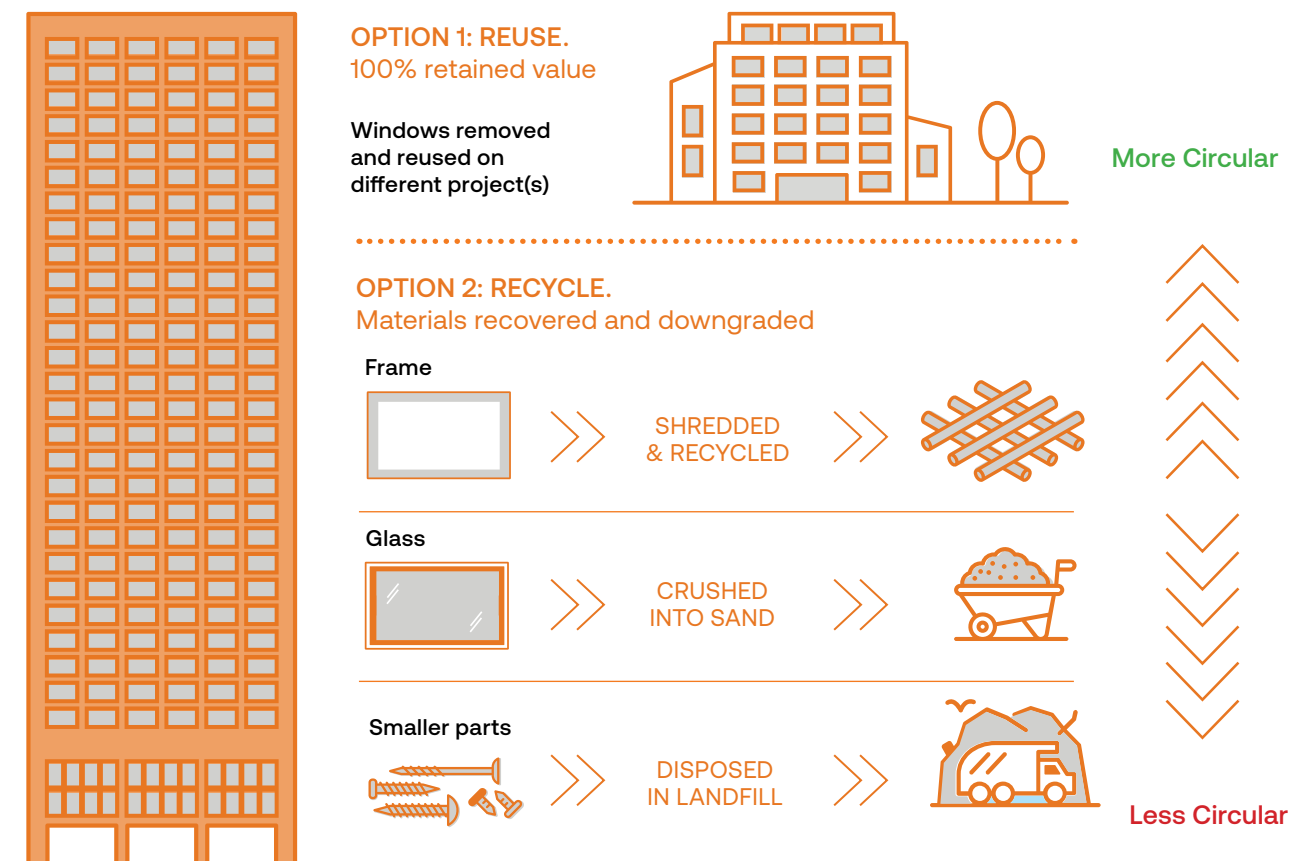 OPTION 1: REUSE.
100% retained value
Windows removed
and reused on
different project(s)
More Circular
OPTION 2: RECYCLE.
Materials recovered and downgraded
Frame
SHREDDED
& RECYCLED
Glass
CRUSHED
INTO SAND
Smaller parts
DISPOSED
IN LANDFILL
Less Circular